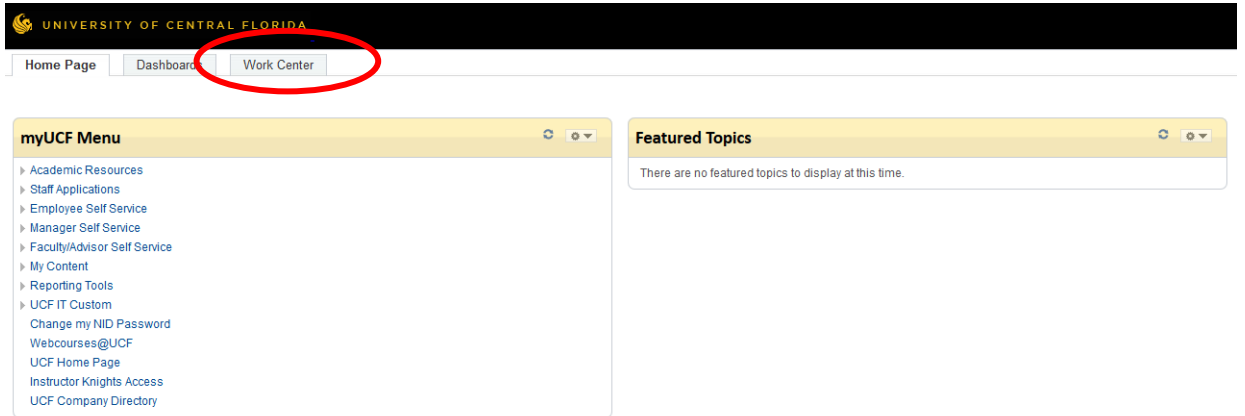 UNIVERSITY OF CENTRAL FLORIDA
Home Page Dashboards Work Center
myUCF Menu
Academic Resources
Staff Applications
Employee Self Service
Manager Self Service
Faculty/Advisor Self Service
My Content
Reporting Tools
UCF IT Custom
Change my NID Password
Webcourses@UCF
UCF Home Page
Instructor Knights Access
UCF Company Directory
Featured Topics
There are no featured topics to display at this time.